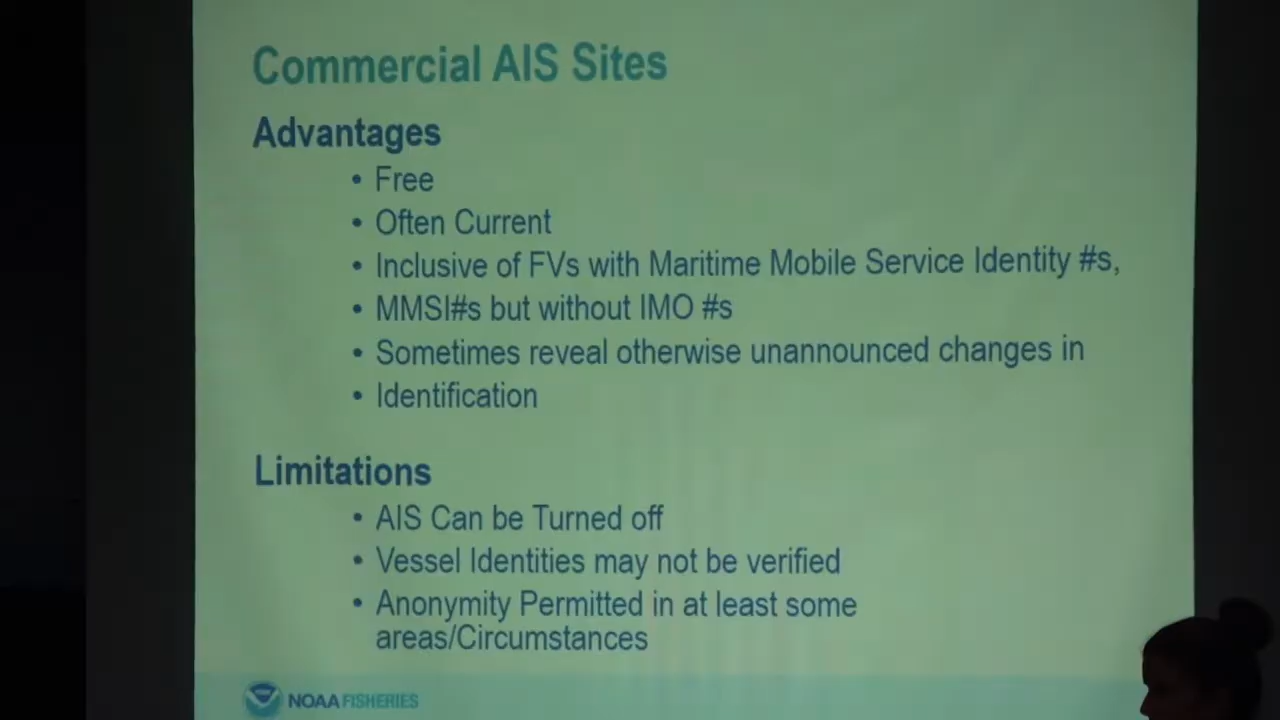 Commercial AIS Sites
Advantages
• Free
• Often Current
• Inclusive of FVs with Maritime Mobile Service Identity #s,
• MMSI#s but without IMO #s
• Sometimes reveal otherwise unannounced changes in
• Identification
Limitations
• AIS Can be Turned off
• Vessel Identities may not be verified
• Anonymity Permitted in at least some
areas/Circumstances
NOAA FISHERIES